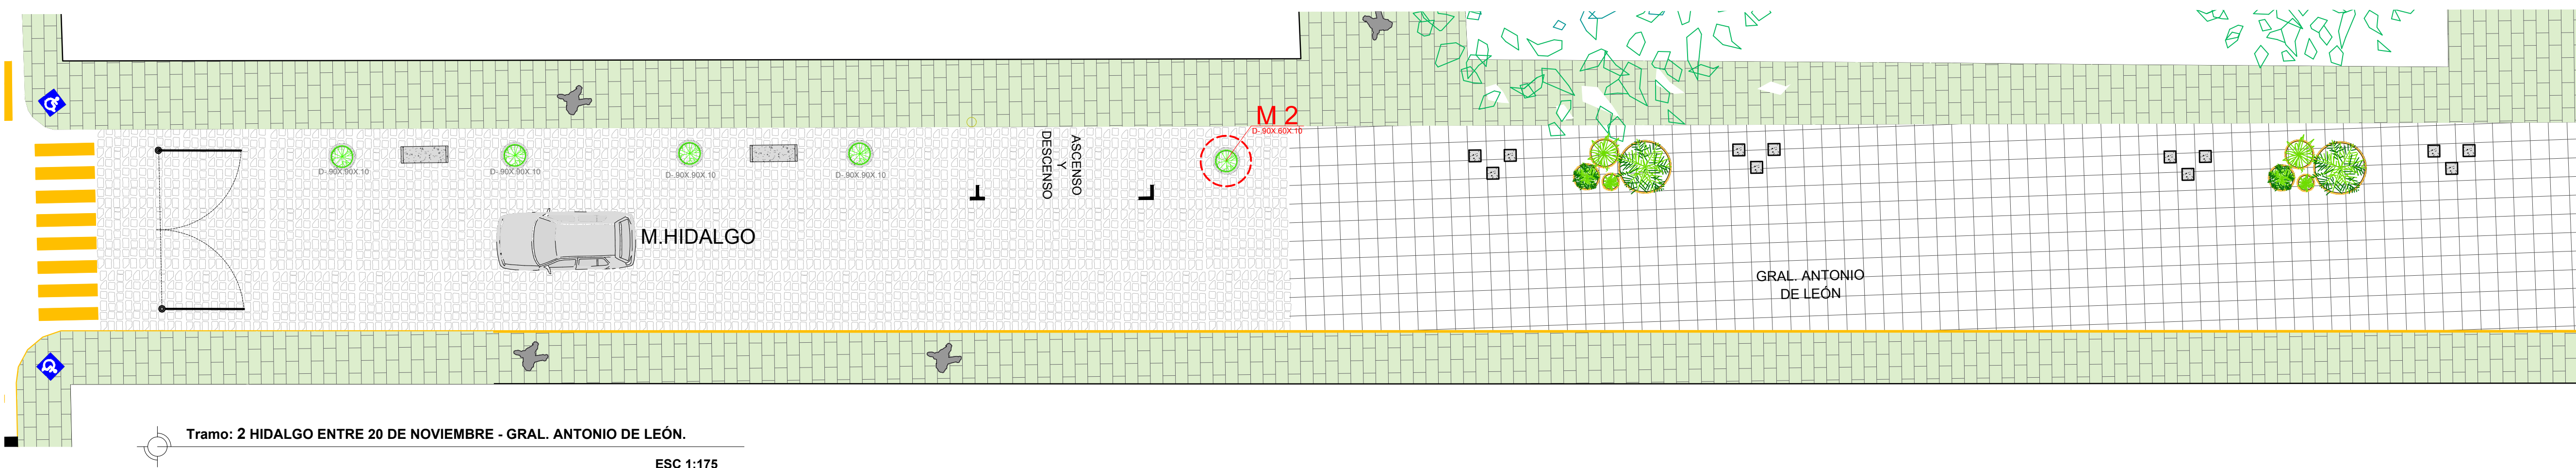 M 2
D-.90X.60X.10
D-.90X.90X.10
D-.90X.90X.10
D-.90X.90X.10
D-.90X.90X.10
ASCENSO
Y
DESCENSO
M.HIDALGO
GRAL. ANTONIO
DE LEÓN
Tramo: 2 HIDALGO ENTRE 20 DE NOVIEMBRE - GRAL. ANTONIO DE LEÓN.
ESC 1:175